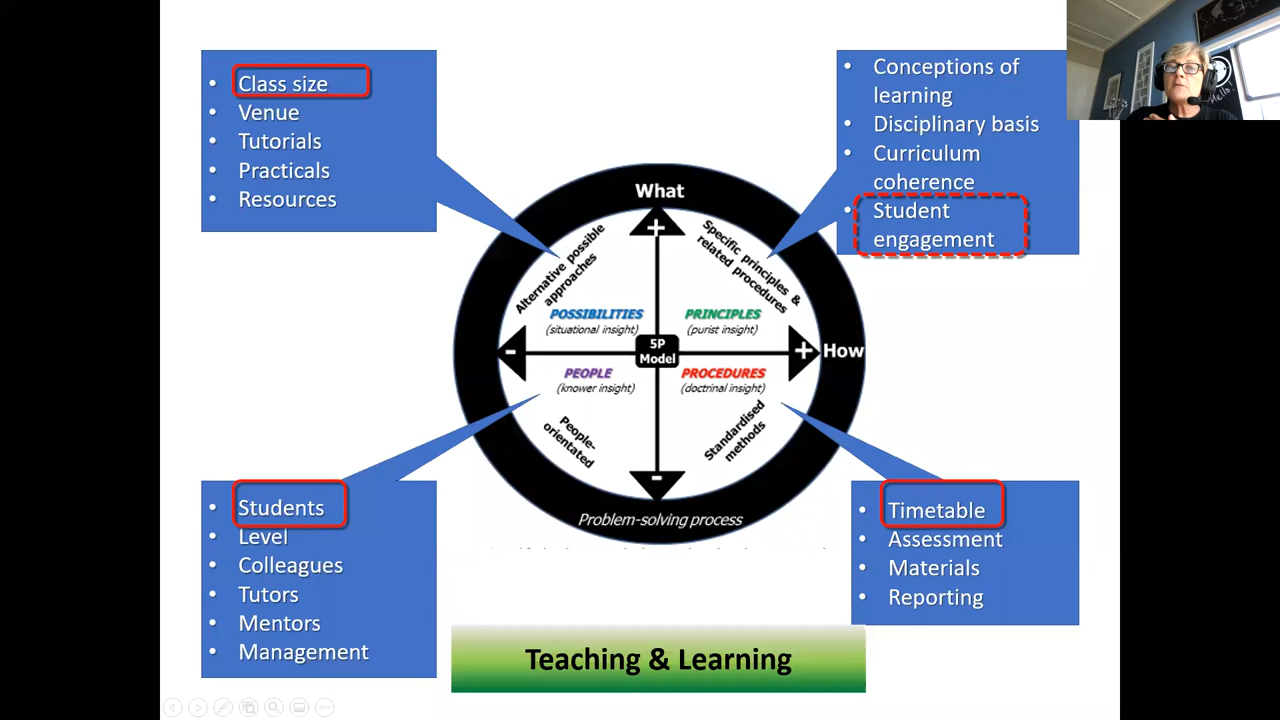 • Class size
• Venue
• Tutorials
• Practicals
• Resources
• Conceptions of
learning
• Disciplinary basis
• Curriculum
coherence
• Student
engagement
Hello!
What
+
Alternative possible
approaches
Specific principles &
related procedures
POSSIBILITIES
(situational insight)
PRINCIPLES
(purist insight)
-
5P
Model
+
How
PEOPLE
(knower insight)
PROCEDURES
(doctrinal insight)
People-
orientated
Standardised
methods
-
Problem-solving process
• Students
• Level
• Colleagues
• Tutors
• Mentors
• Management
• Timetable
• Assessment
• Materials
• Reporting
Teaching & Learning